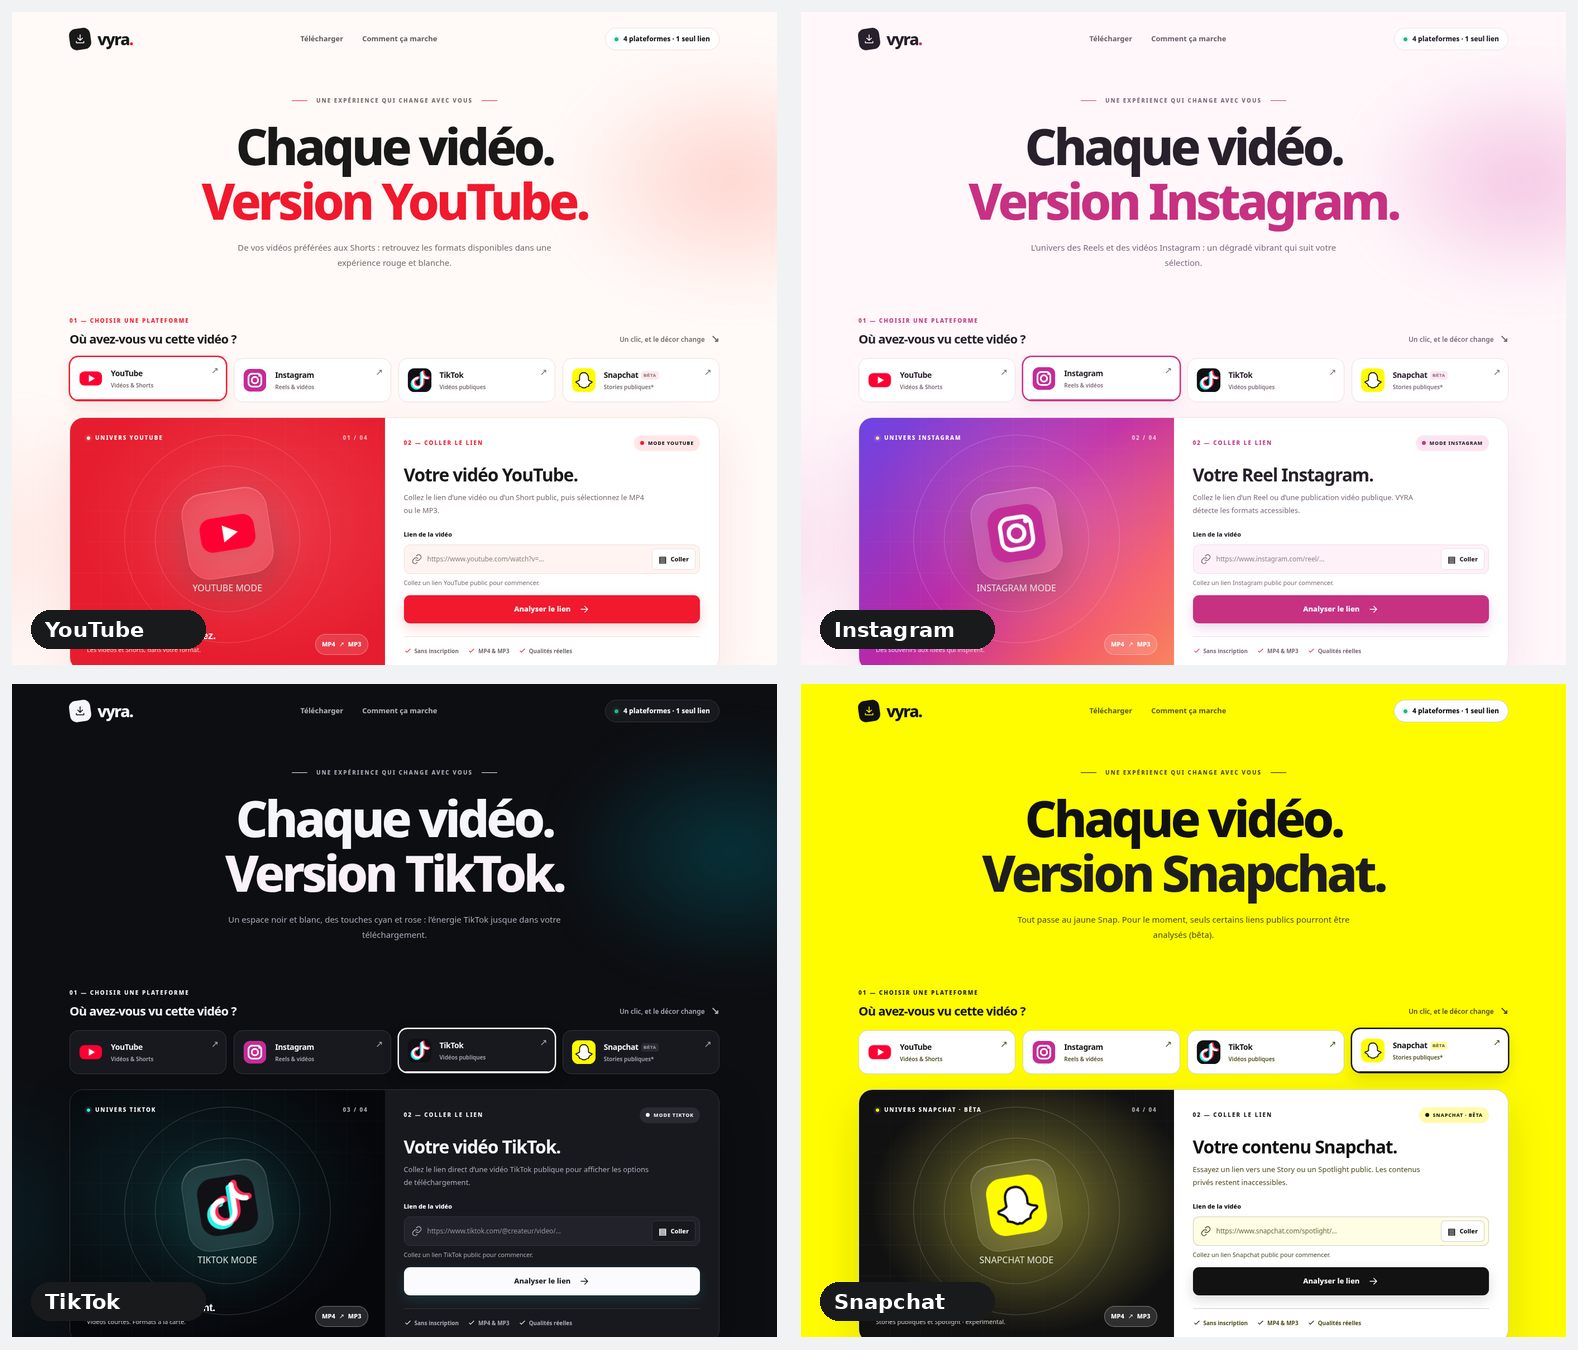 vyra.
Télécharger
Comment ça marche
4 plateformes · 1 seul lien
UNE EXPÉRIENCE QUI CHANGE AVEC VOUS
Chaque vidéo.
Version YouTube.
De vos vidéos préférées aux Shorts : retrouvez les formats disponibles dans une
expérience rouge et blanche.
01 — CHOISIR UNE PLATEFORME
Où avez-vous vu cette vidéo ?
Un clic, et le décor change ↘
YouTube
Vidéos & Shorts
↗
Instagram
Reels & vidéos
↗
TikTok
Vidéos publiques
↗
Snapchat BÊTA
Stories publiques*
↗
UNIVERS YOUTUBE
01 / 04
YOUTUBE MODE
ez.
Les vidéos et Shorts, dans votre format.
MP4 ↗ MP3
YouTube
02 — COLLER LE LIEN
MODE YOUTUBE
Votre vidéo YouTube.
Collez le lien d’une vidéo ou d’un Short public, puis sélectionnez le MP4
ou le MP3.
Lien de la vidéo
https://www.youtube.com/watch?v=...
Coller
Collez un lien YouTube public pour commencer.
Analyser le lien →
✓ Sans inscription
✓ MP4 & MP3
✓ Qualités réelles
vyra.
Télécharger
Comment ça marche
4 plateformes · 1 seul lien
UNE EXPÉRIENCE QUI CHANGE AVEC VOUS
Chaque vidéo.
Version Instagram.
L’univers des Reels et des vidéos Instagram : un dégradé vibrant qui suit votre
sélection.
01 — CHOISIR UNE PLATEFORME
Où avez-vous vu cette vidéo ?
Un clic, et le décor change ↘
YouTube
Vidéos & Shorts
↗
Instagram
Reels & vidéos
↗
TikTok
Vidéos publiques
↗
Snapchat BÊTA
Stories publiques*
↗
UNIVERS INSTAGRAM
02 / 04
INSTAGRAM MODE
Des souvenirs aux idées qui inspirent.
MP4 ↗ MP3
Instagram
02 — COLLER LE LIEN
MODE INSTAGRAM
Votre Reel Instagram.
Collez le lien d’un Reel ou d’une publication vidéo publique. VYRA
détecte les formats accessibles.
Lien de la vidéo
https://www.instagram.com/reel/...
Coller
Collez un lien Instagram public pour commencer.
Analyser le lien →
✓ Sans inscription
✓ MP4 & MP3
✓ Qualités réelles
vyra.
Télécharger
Comment ça marche
4 plateformes · 1 seul lien
UNE EXPÉRIENCE QUI CHANGE AVEC VOUS
Chaque vidéo.
Version TikTok.
Un espace noir et blanc, des touches cyan et rose : l’énergie TikTok jusque dans votre
téléchargement.
01 — CHOISIR UNE PLATEFORME
Où avez-vous vu cette vidéo ?
Un clic, et le décor change ↘
YouTube
Vidéos & Shorts
↗
Instagram
Reels & vidéos
↗
TikTok
Vidéos publiques
↗
Snapchat BÊTA
Stories publiques*
↗
UNIVERS TIKTOK
03 / 04
TIKTOK MODE
nt.
Vidéos courtes. Formats à la carte.
MP4 ↗ MP3
TikTok
02 — COLLER LE LIEN
MODE TIKTOK
Votre vidéo TikTok.
Collez le lien direct d’une vidéo TikTok publique pour afficher les options
de téléchargement.
Lien de la vidéo
https://www.tiktok.com/@createur/video/...
Coller
Collez un lien TikTok public pour commencer.
Analyser le lien →
✓ Sans inscription
✓ MP4 & MP3
✓ Qualités réelles
vyra.
Télécharger
Comment ça marche
4 plateformes · 1 seul lien
UNE EXPÉRIENCE QUI CHANGE AVEC VOUS
Chaque vidéo.
Version Snapchat.
Tout passe au jaune Snap. Pour le moment, seuls certains liens publics pourront être
analysés (bêta).
01 — CHOISIR UNE PLATEFORME
Où avez-vous vu cette vidéo ?
Un clic, et le décor change ↘
YouTube
Vidéos & Shorts
↗
Instagram
Reels & vidéos
↗
TikTok
Vidéos publiques
↗
Snapchat BÊTA
Stories publiques*
↗
UNIVERS SNAPCHAT · BÊTA
04 / 04
SNAPCHAT MODE
Stories publiques et Spotlight · expérimental.
MP4 ↗ MP3
Snapchat
02 — COLLER LE LIEN
SNAPCHAT · BÊTA
Votre contenu Snapchat.
Essayez un lien vers une Story ou un Spotlight public. Les contenus
privés restent inaccessibles.
Lien de la vidéo
https://www.snapchat.com/spotlight/...
Coller
Collez un lien Snapchat public pour commencer.
Analyser le lien →
✓ Sans inscription
✓ MP4 & MP3
✓ Qualités réelles